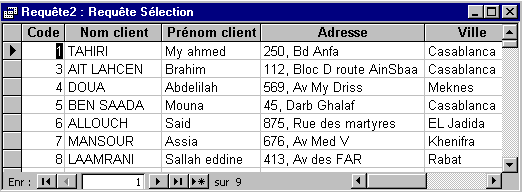 Requête2 : Requête Sélection
Code Nom client Prénom client Adresse Ville
1 TAHIRI My ahmed 250, Bd Anfa Casablanca
3 AIT LAHCEN Brahim 112, Bloc D route AinSbaa Casablanca
4 DOUA Abdelilah 569, Av My Driss Meknes
5 BEN SAADA Mouna 45, Darb Ghalaf Casablanca
6 ALLOUCH Said 875, Rue des martyres EL Jadida
7 MANSOUR Assia 676, Av Med V Khenifra
8 LAAMRANI Sallah eddine 413, Av des FAR Rabat
Enr : 1 sur 9